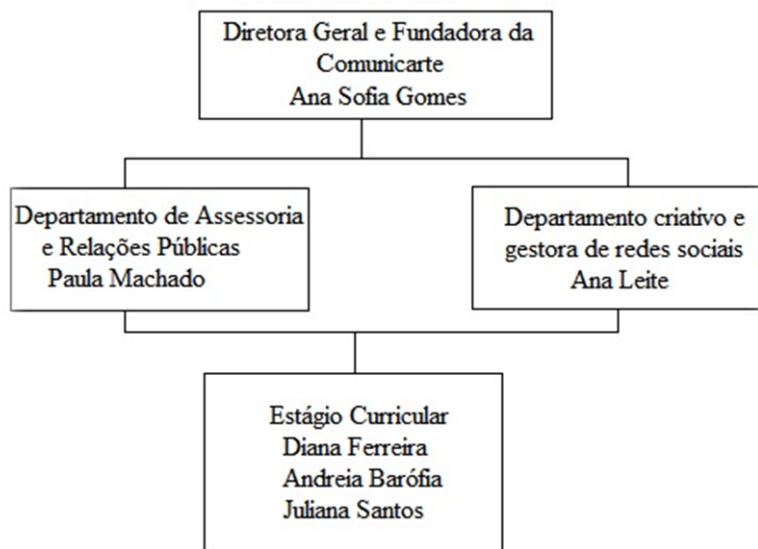 Diretora Geral e Fundadora da
Comunicarte
Ana Sofia Gomes
Departamento de Assessoria
e Relações Públicas
Paula Machado
Departamento criativo e
gestora de redes sociais
Ana Leite
Estágio Curricular
Diana Ferreira
Andreia Barófia
Juliana Santos